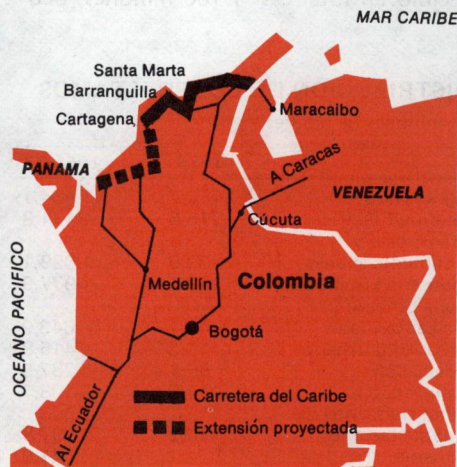 MAR CARIBE
Santa Marta
Barranquilla
Cartagena
Maracaibo
PANAMA
A Caracas
VENEZUELA
Cúcuta
OCEANO PACIFICO
Medellín
Colombia
Bogotá
Al Ecuador
Carretera del Caribe
Extensión proyectada